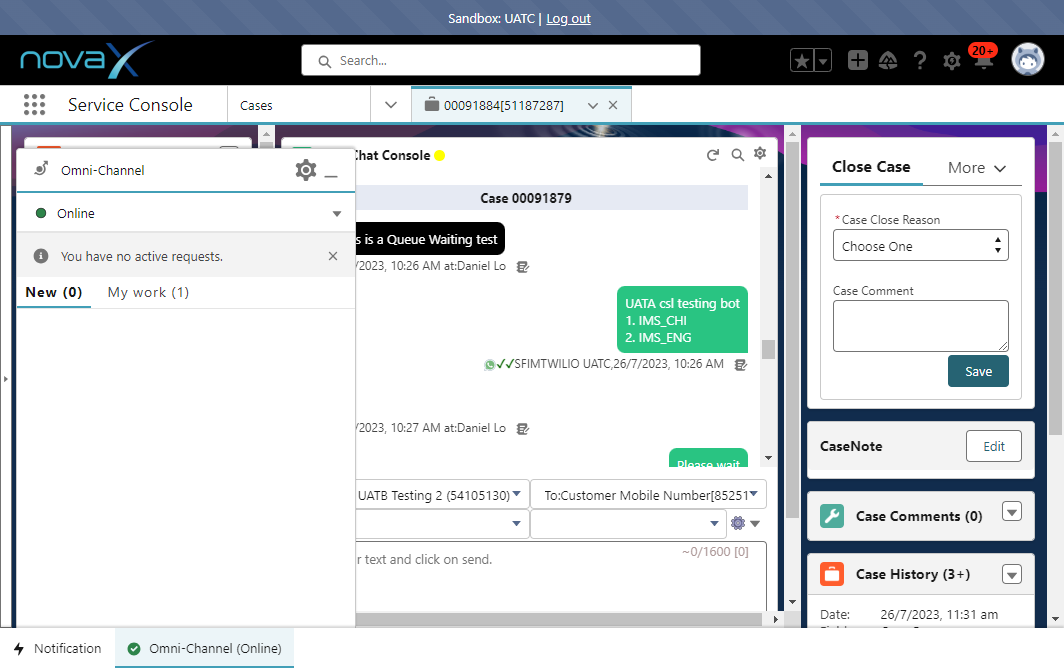 Sandbox: UATC | Log out
novaX
Search...
20+
Service Console
Cases
00091884[51187287]
Omni-Channel
Online
You have no active requests.
New (0)
My work (1)
Chat Console
Case 00091879
s is a Queue Waiting test
/2023, 10:26 AM at:Daniel Lo
UATA csl testing bot
1. IMS_CHI
2. IMS_ENG
SFIMTWILIO UATC,26/7/2023, 10:26 AM
/2023, 10:27 AM at:Daniel Lo
Please wait
UATB Testing 2 (54105130)
To:Customer Mobile Number[85251
r text and click on send.
~0/1600 [0]
Close Case
More
* Case Close Reason
Choose One
Case Comment
Save
CaseNote
Edit
Case Comments (0)
Case History (3+)
Date:
26/7/2023, 11:31 am
Notification
Omni-Channel (Online)